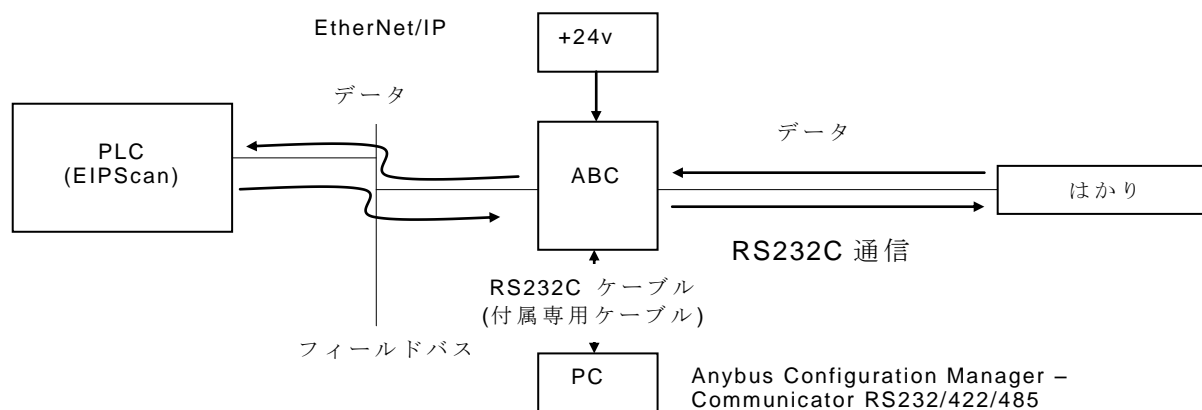 EtherNet/IP
+24v
データ
データ
PLC
(EIPScan)
ABC
はかり
RS232C 通信
RS232C ケーブル
(付属専用ケーブル)
フィールドバス
PC
Anybus Configuration Manager –
Communicator RS232/422/485